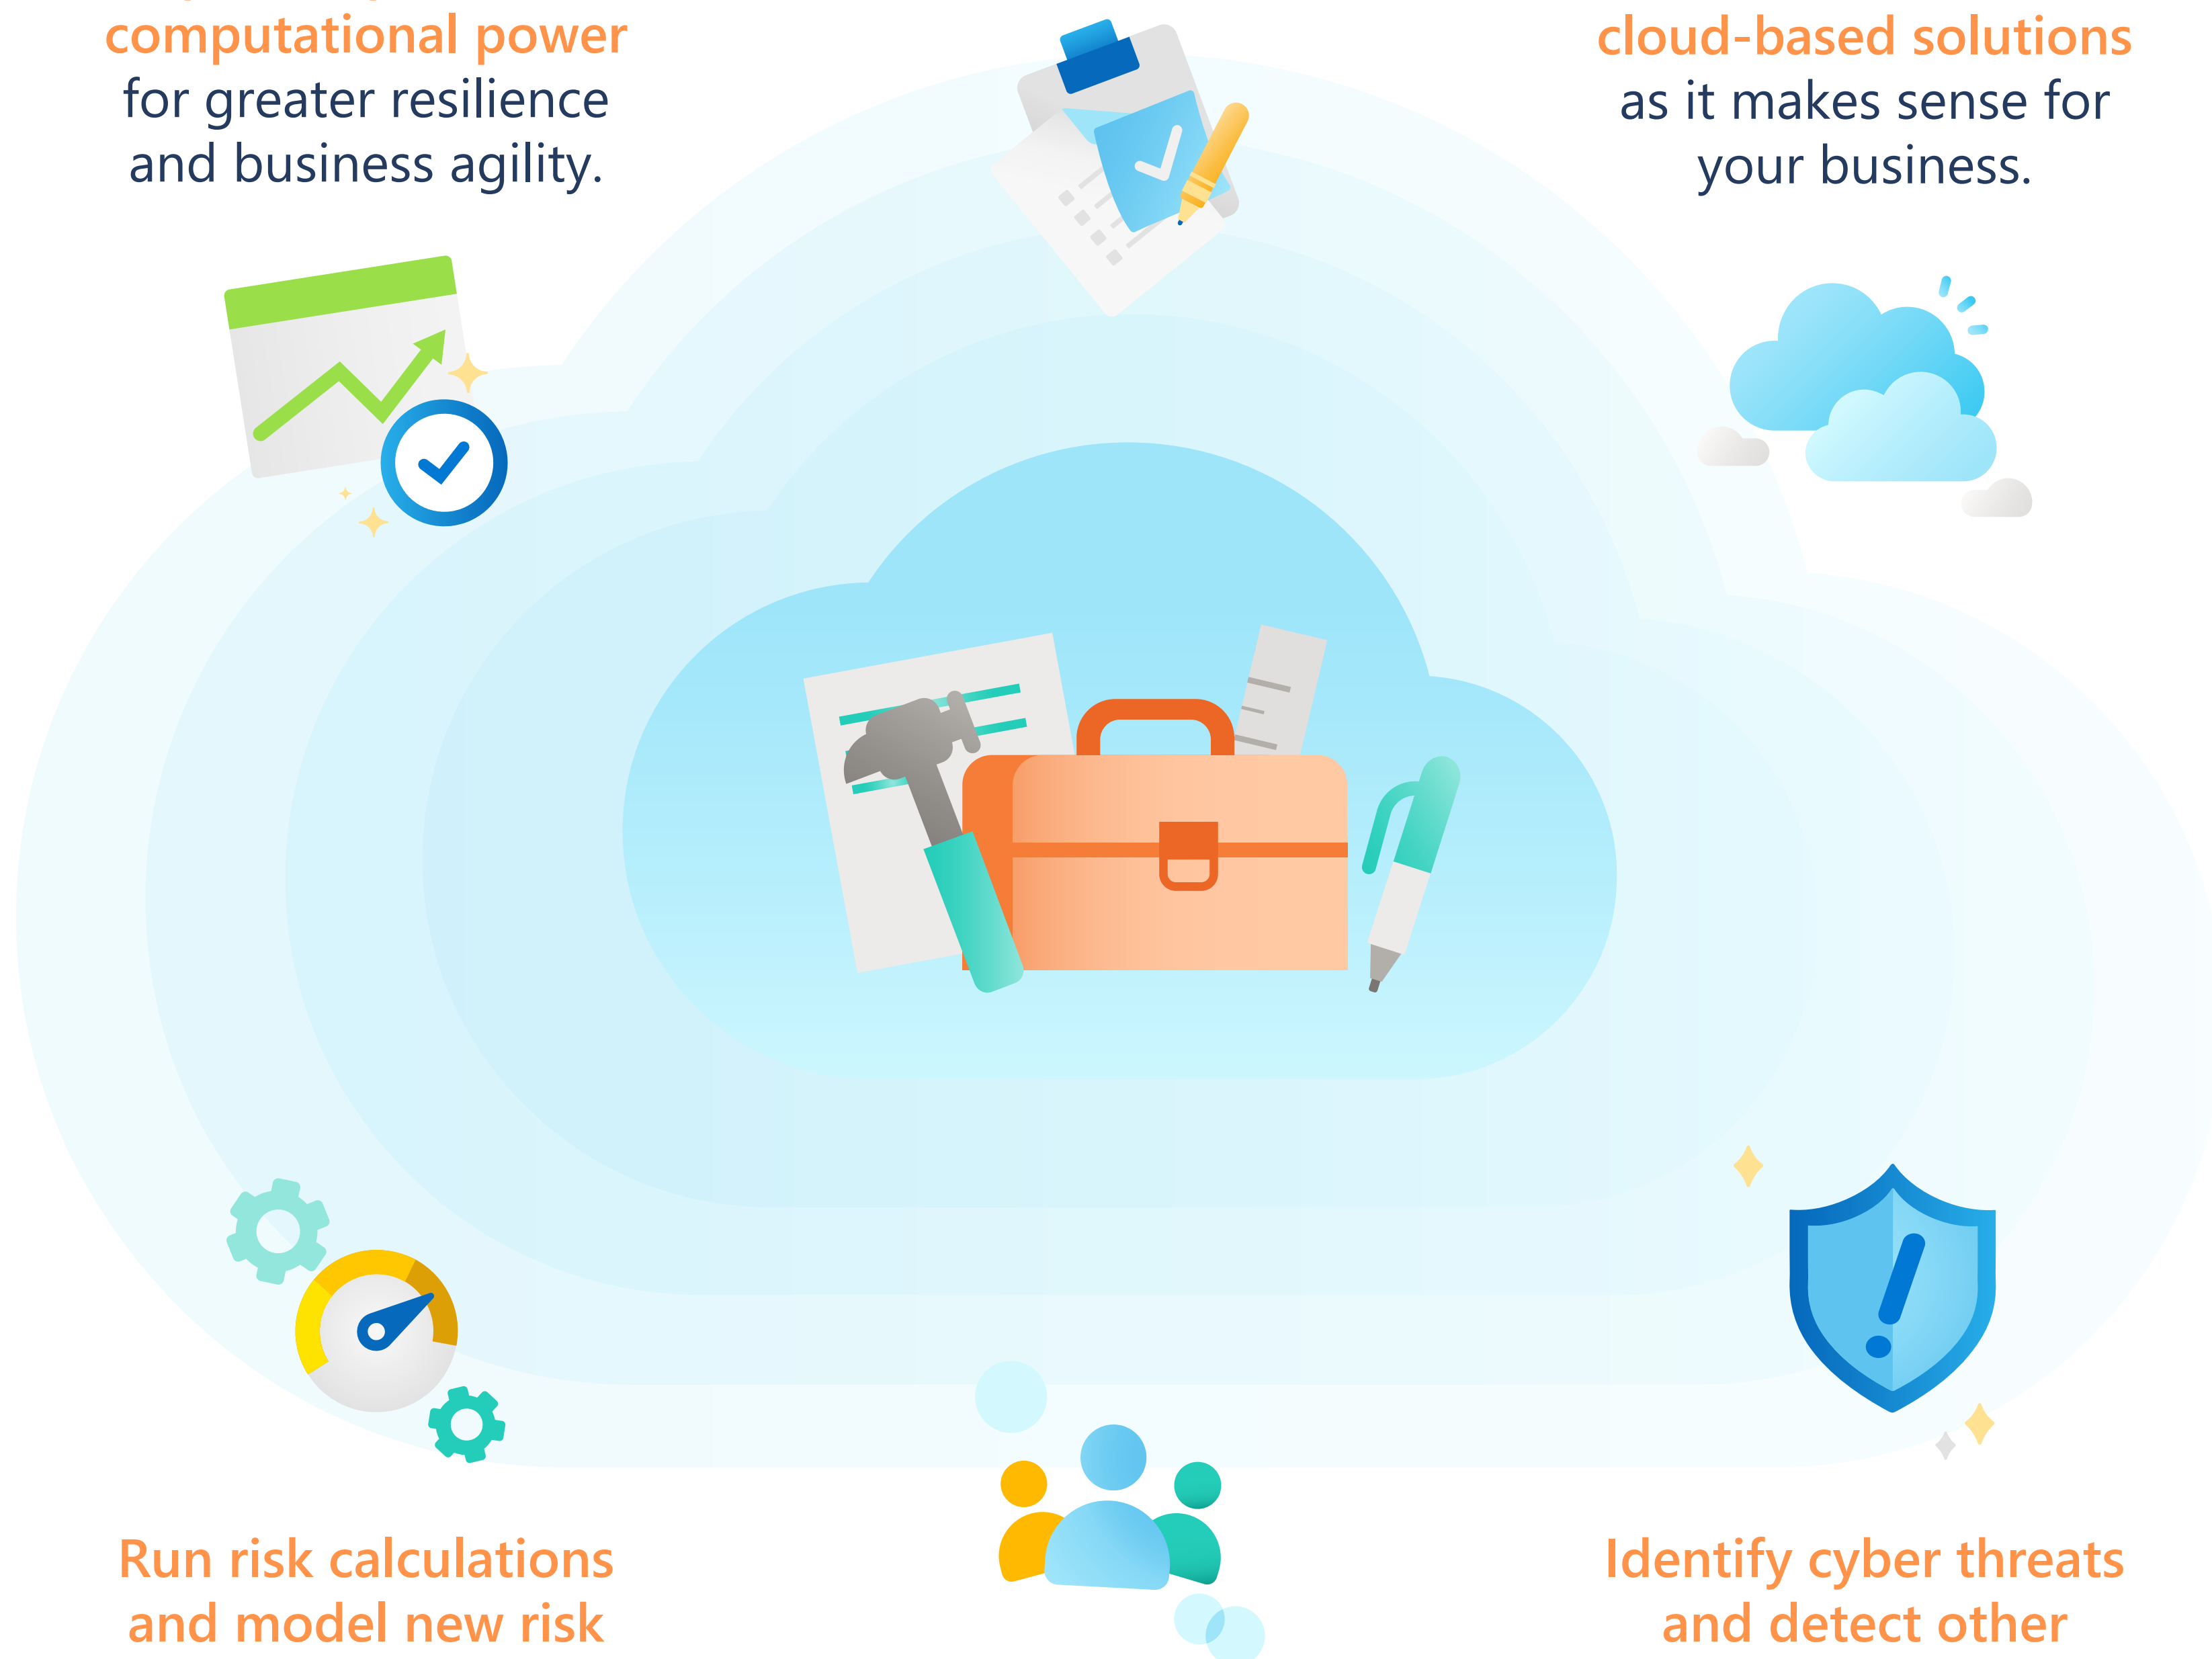 computational power
for greater resilience
and business agility.
cloud-based solutions
as it makes sense for
your business.
Run risk calculations
and model new risk
Identify cyber threats
and detect other